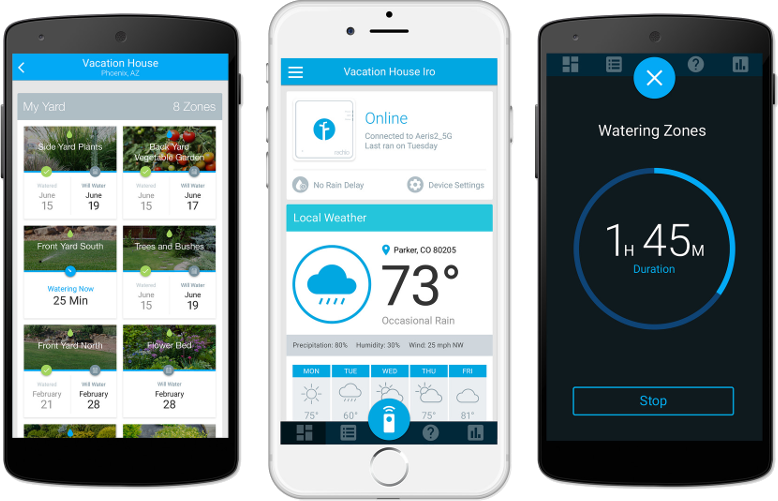 Vacation House
Phoenix, AZ
My Yard
8 Zones
Side Yard Plants
Watered
June
15
Will Water
June
19
Back Yard
Vegetable Garden
Watered
June
15
Will Water
June
17
Front Yard South
Watering Now
25 Min
Trees and Bushes
Watered
June
15
Will Water
June
19
Front Yard North
Watered
February
21
Will Water
February
28
Flower Bed
Will Water
February
28
Vacation House Iro
rachio
Online
Connected to Aeris2_5G
Last ran on Tuesday
No Rain Delay
Device Settings
Local Weather
Parker, CO 80205
73°
Occasional Rain
Precipitation: 80% Humidity: 30% Wind: 25 mph NW
MON TUE WED THU FRI
75° 60° 75° 81°
?
?
Watering Zones
1H 45M
Duration
Stop